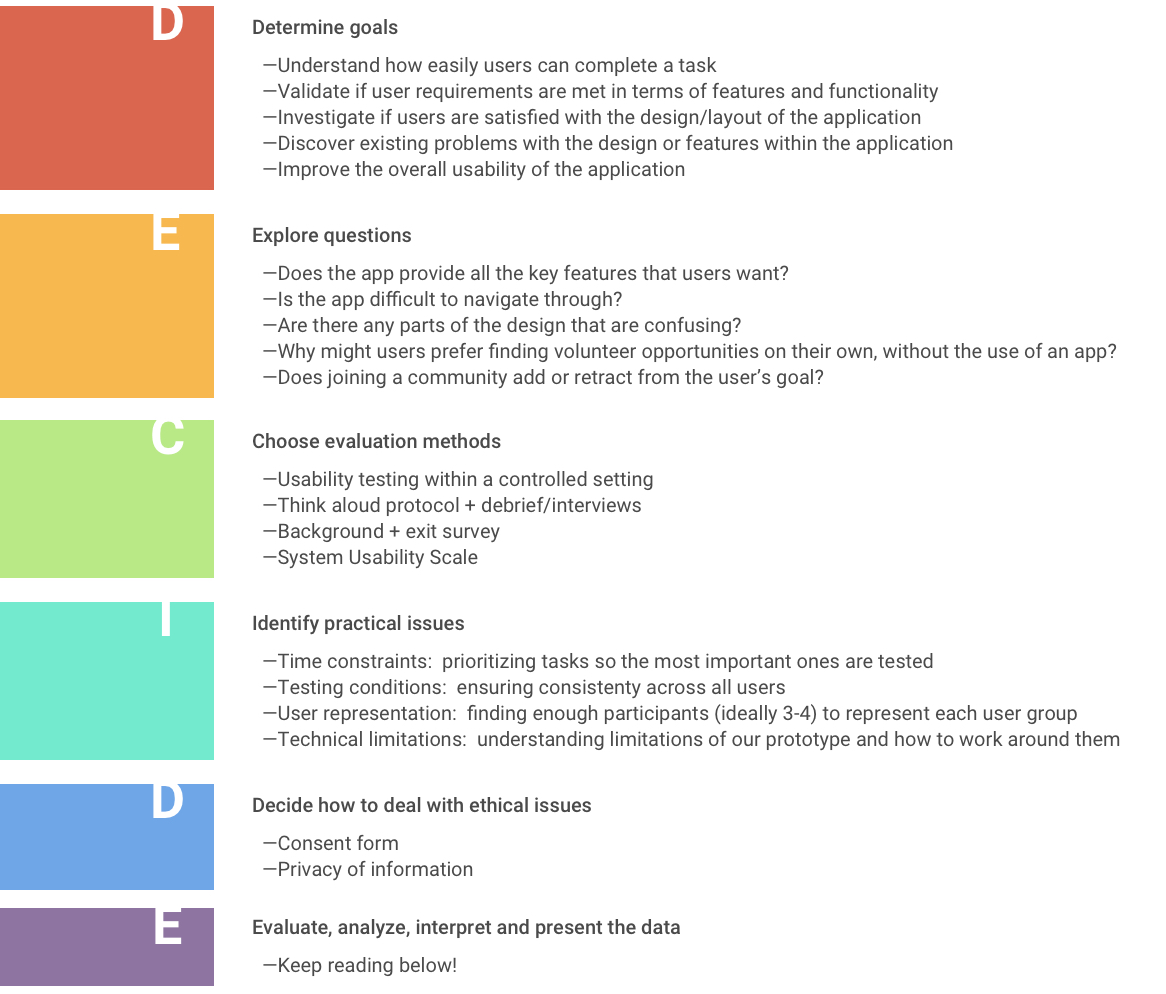 D
Determine goals
—Understand how easily users can complete a task
—Validate if user requirements are met in terms of features and functionality
—Investigate if users are satisfied with the design/layout of the application
—Discover existing problems with the design or features within the application
—Improve the overall usability of the application
E
Explore questions
—Does the app provide all the key features that users want?
—Is the app difficult to navigate through?
—Are there any parts of the design that are confusing?
—Why might users prefer finding volunteer opportunities on their own, without the use of an app?
—Does joining a community add or retract from the user’s goal?
C
Choose evaluation methods
—Usability testing within a controlled setting
—Think aloud protocol + debrief/interviews
—Background + exit survey
—System Usability Scale
I
Identify practical issues
—Time constraints:  prioritizing tasks so the most important ones are tested
—Testing conditions:  ensuring consistenty across all users
—User representation:  finding enough participants (ideally 3-4) to represent each user group
—Technical limitations:  understanding limitations of our prototype and how to work around them
D
Decide how to deal with ethical issues
—Consent form
—Privacy of information
E
Evaluate, analyze, interpret and present the data
—Keep reading below!